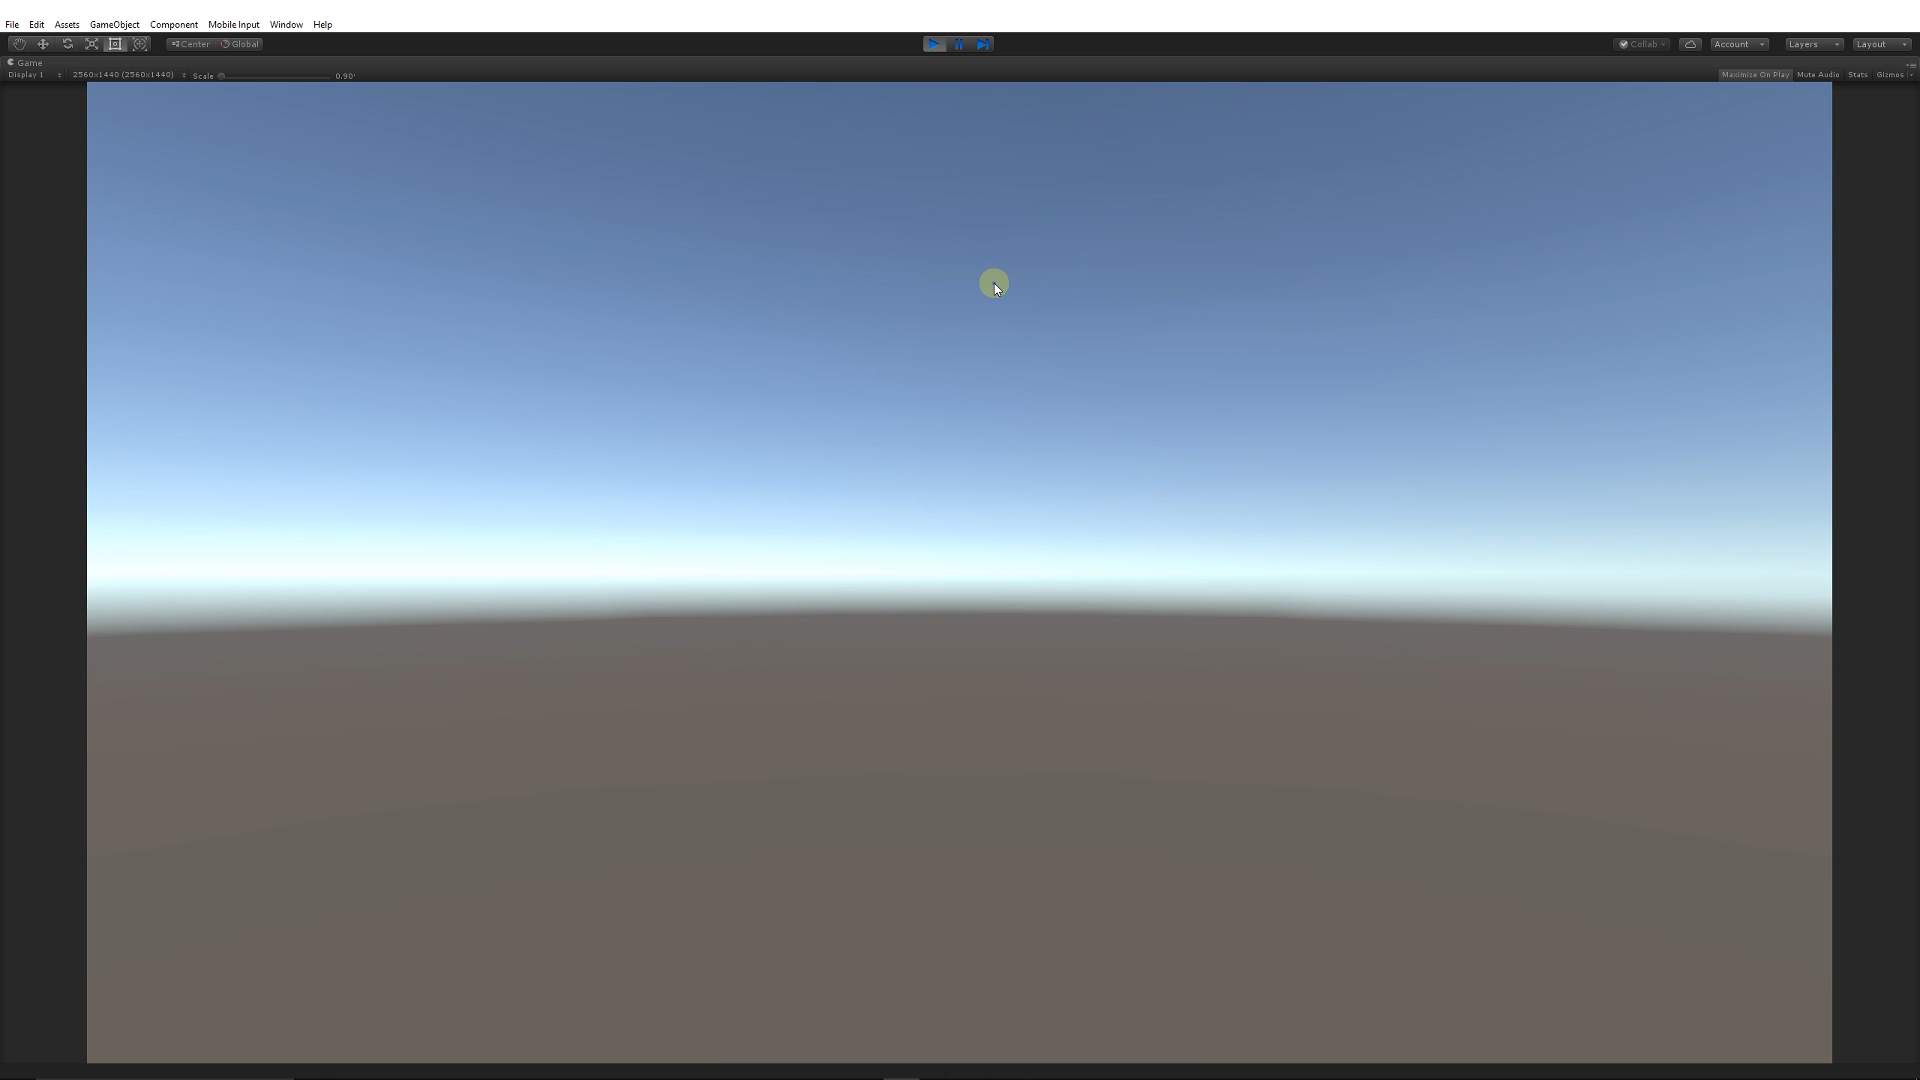 File Edit Assets GameObject Component Mobile Input Window Help
Center Global Collab Account Layers Layout
Game
Display 1 2560x1440 (2560x1440) Scale 0.90 Maximize On Play Mute Audio Stats Gizmos